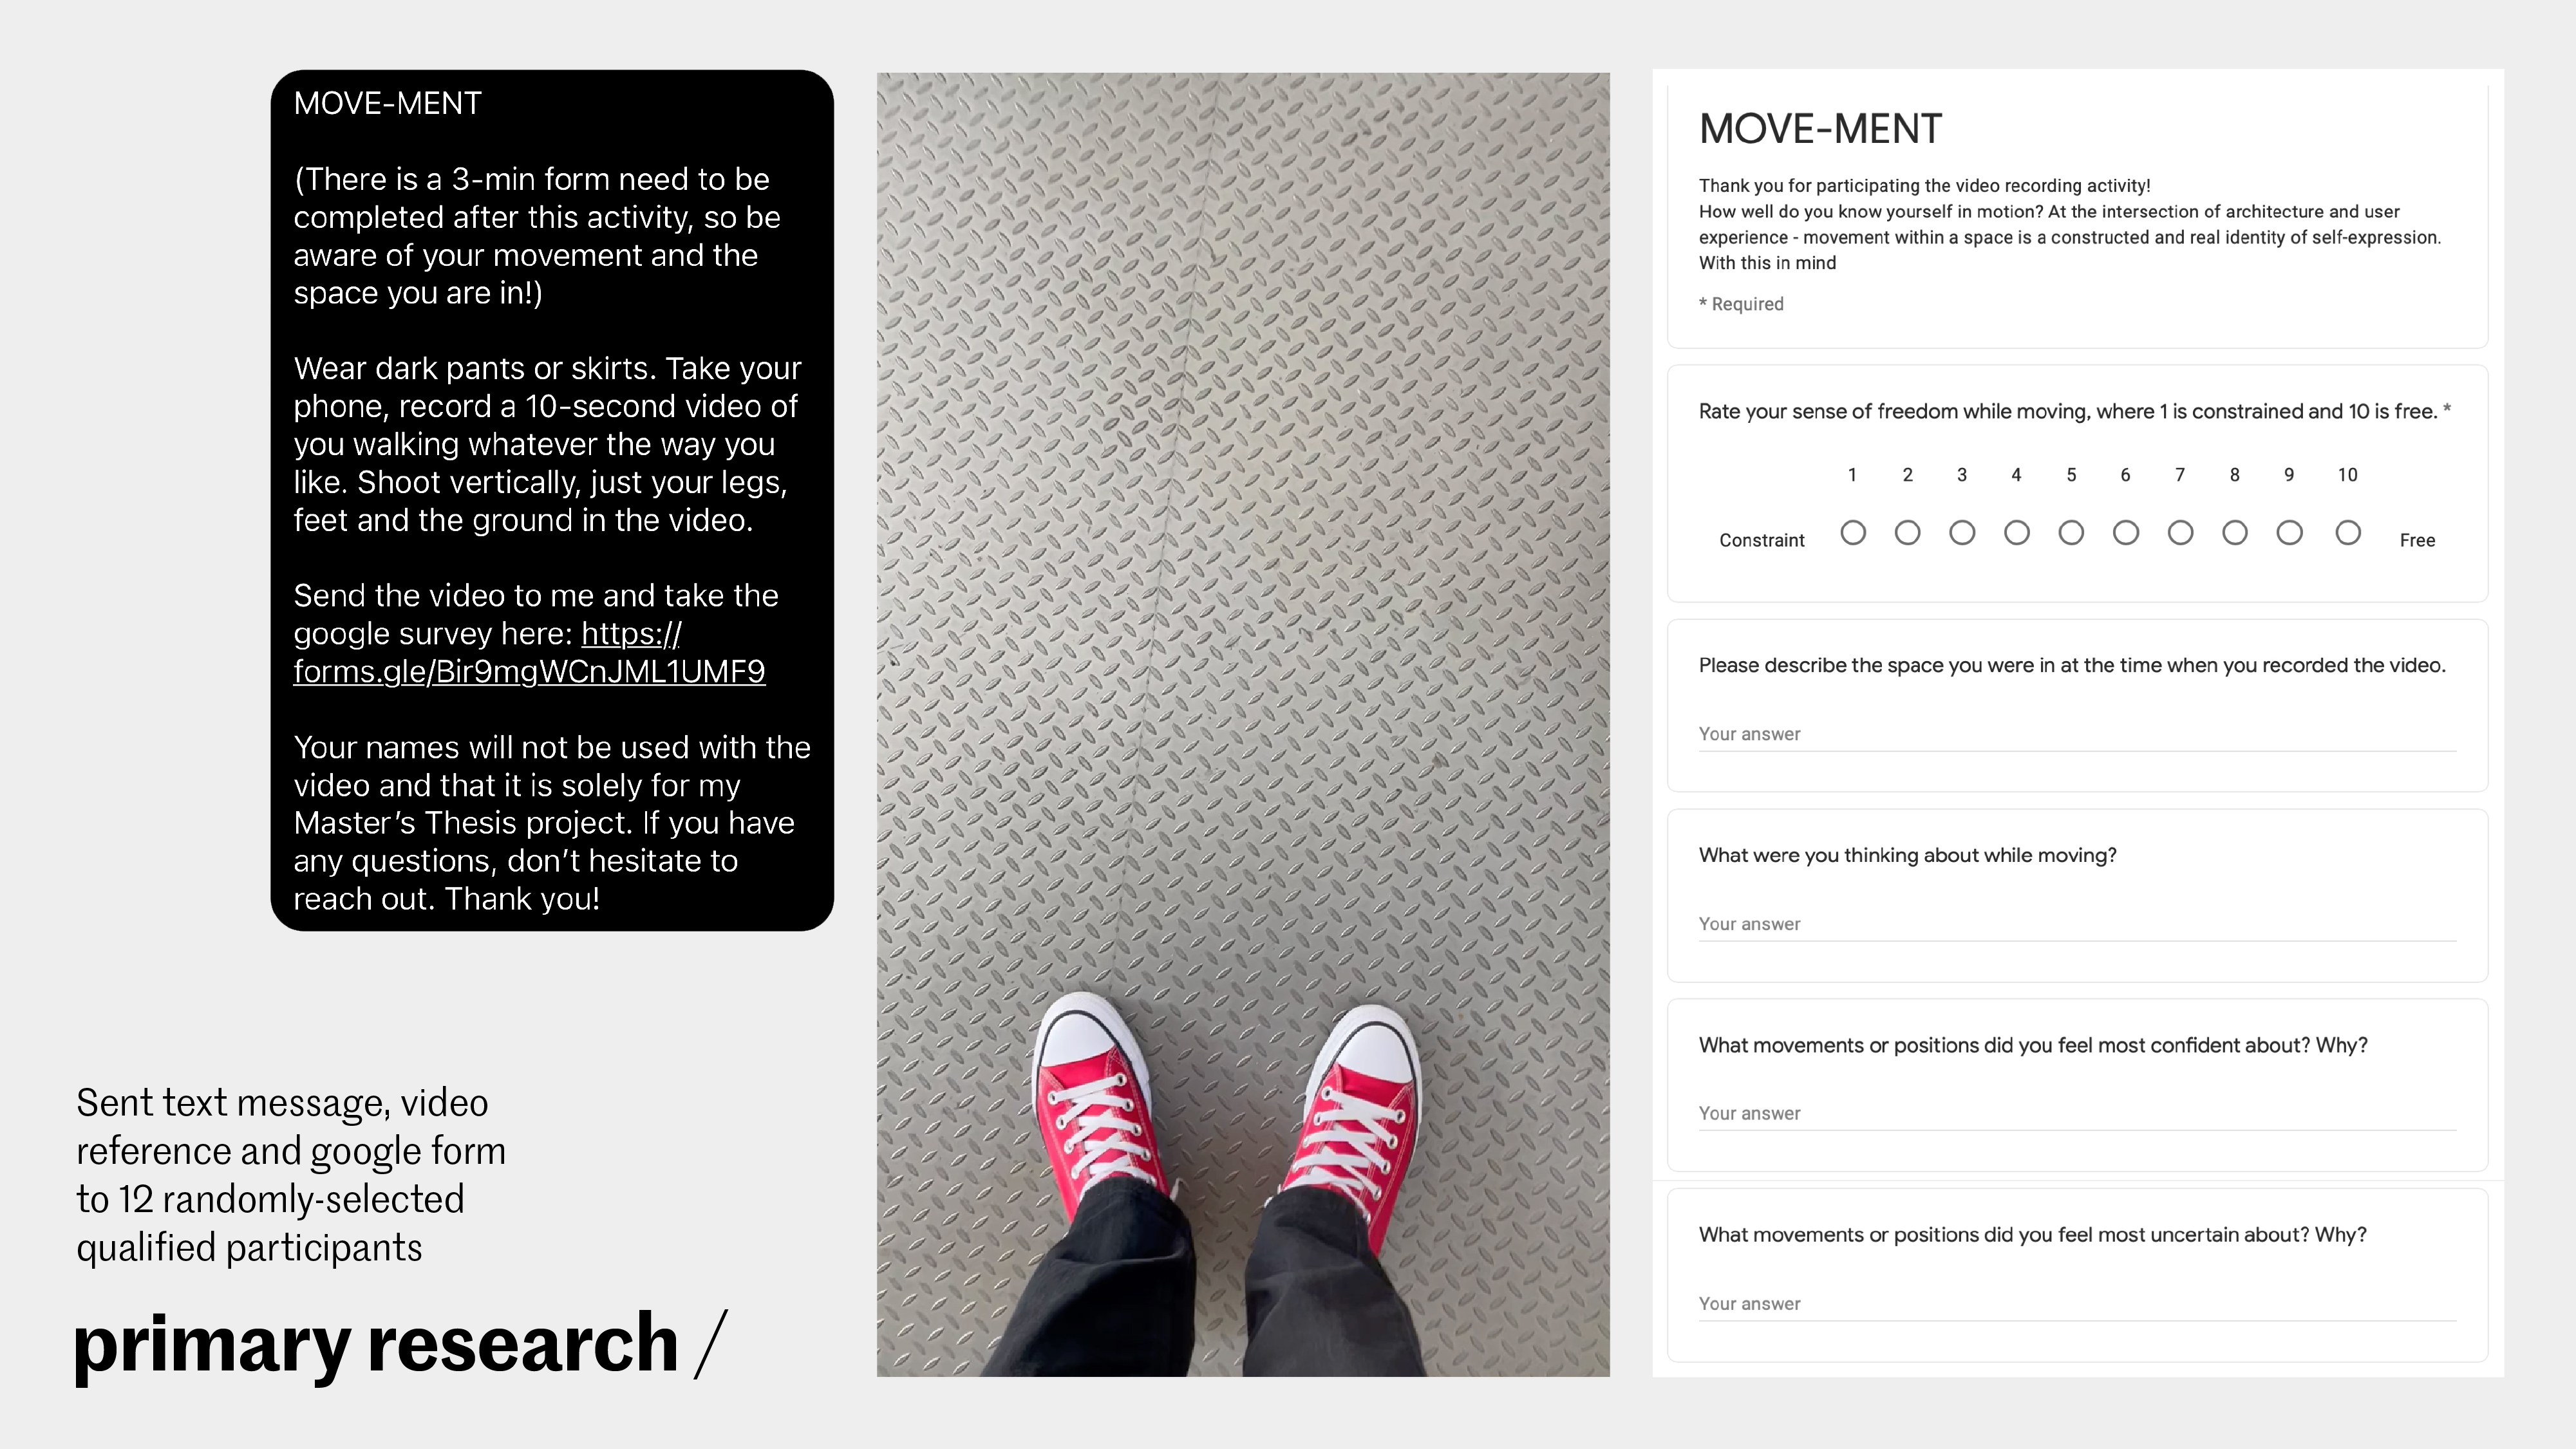 MOVE-MENT
(There is a 3-min form need to be
completed after this activity, so be
aware of your movement and the
space you are in!)
Wear dark pants or skirts. Take your
phone, record a 10-second video of
you walking whatever the way you
like. Shoot vertically, just your legs,
feet and the ground in the video.
Send the video to me and take the
google survey here: https://
forms.gle/Bir9mgWCnJML1UMF9
Your names will not be used with the
video and that it is solely for my
Master's Thesis project. If you have
any questions, don't hesitate to
reach out. Thank you!
Sent text message, video
reference and google form
to 12 randomly-selected
qualified participants
primary research /
MOVE-MENT
Thank you for participating the video recording activity!
How well do you know yourself in motion? At the intersection of architecture and user
experience - movement within a space is a constructed and real identity of self-expression.
With this in mind
* Required
Rate your sense of freedom while moving, where 1 is constrained and 10 is free. *
1 2 3 4 5 6 7 8 9 10
Constraint Free
Please describe the space you were in at the time when you recorded the video.
Your answer
What were you thinking about while moving?
Your answer
What movements or positions did you feel most confident about? Why?
Your answer
What movements or positions did you feel most uncertain about? Why?
Your answer